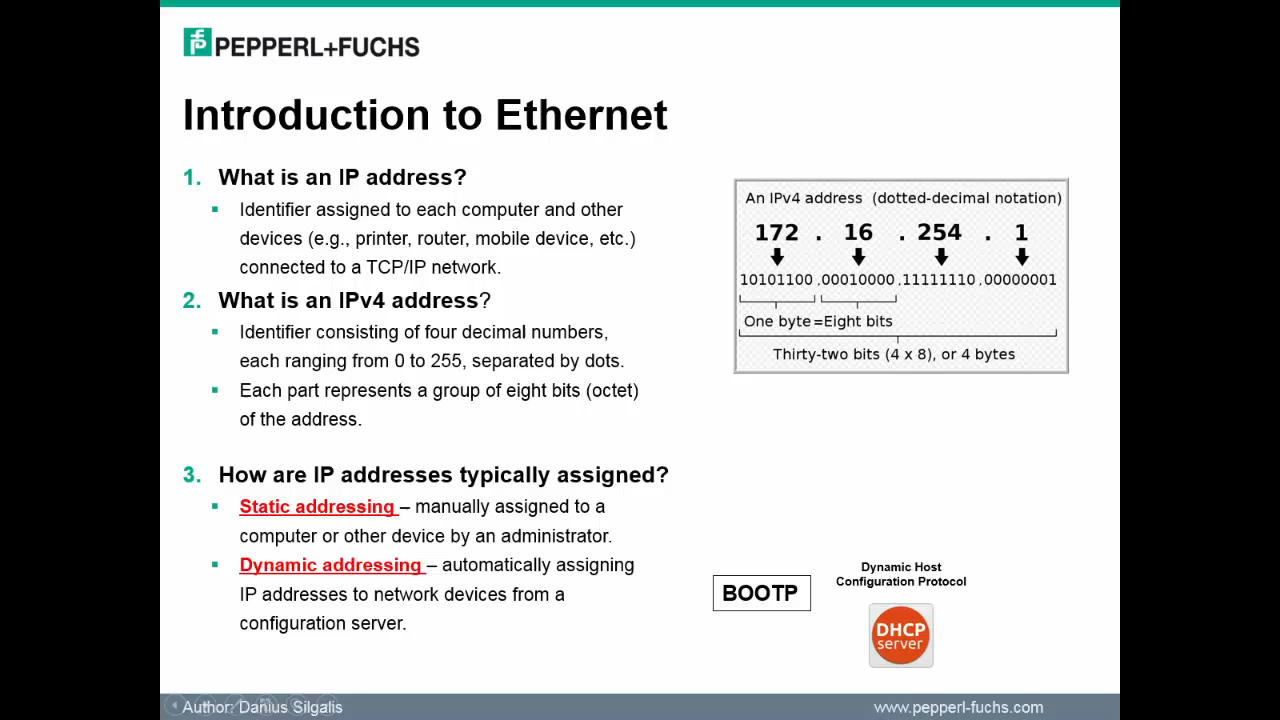 PEPPERL+FUCHS
Introduction to Ethernet
1. What is an IP address?
Identifier assigned to each computer and other
devices (e.g., printer, router, mobile device, etc.)
connected to a TCP/IP network.
2. What is an IPv4 address?
Identifier consisting of four decimal numbers,
each ranging from 0 to 255, separated by dots.
Each part represents a group of eight bits (octet)
of the address.
3. How are IP addresses typically assigned?
Static addressing – manually assigned to a
computer or other device by an administrator.
Dynamic addressing – automatically assigning
IP addresses to network devices from a
configuration server.
An IPv4 address (dotted-decimal notation)
172 . 16 . 254 . 1
10101100 .00010000 .11111110 .00000001
One byte =Eight bits
Thirty-two bits (4 x 8), or 4 bytes
BOOTP
Dynamic Host
Configuration Protocol
DHCP
server
Author: Danius Silgalis
www.pepperl-fuchs.com